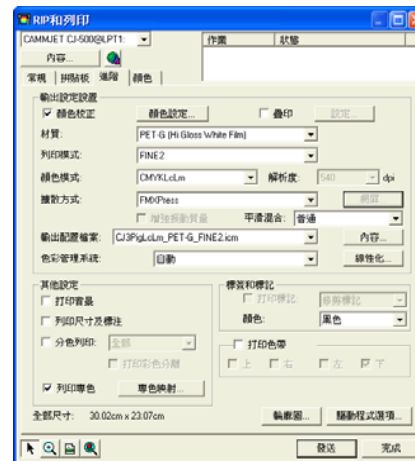 RIP和列印
CAMMJET CJ-500@LPT1: 作業 狀態
內容...
常規 拼貼板 進階 顏色
輸出設定設置
顏色校正 顏色設定... 疊印 設定...
材質: PET-G (Hi Gloss White Film)
列印模式: FINE2
顏色模式: CMYKLcLm 解析度: 540 dpi
擴散方式: FMXPress 網屏
增強振動質量 平滑混合: 普通
輸出配置檔案: CJ3PigLcLm_PET-G_FINE2.icm 內容...
色彩管理系統: 自動 線性化...
其他設定 標簽和標記
打印背景 打印標記: 修剪標記
列印尺寸及標注 顏色: 黑色
分色列印: 全部 打印色帶
打印彩色分離 上 右 左 下
列印專色 專色映射...
全部尺寸: 30.02cm x 23.07cm 輪廓圖... 驅動程式選項...
發送 完成